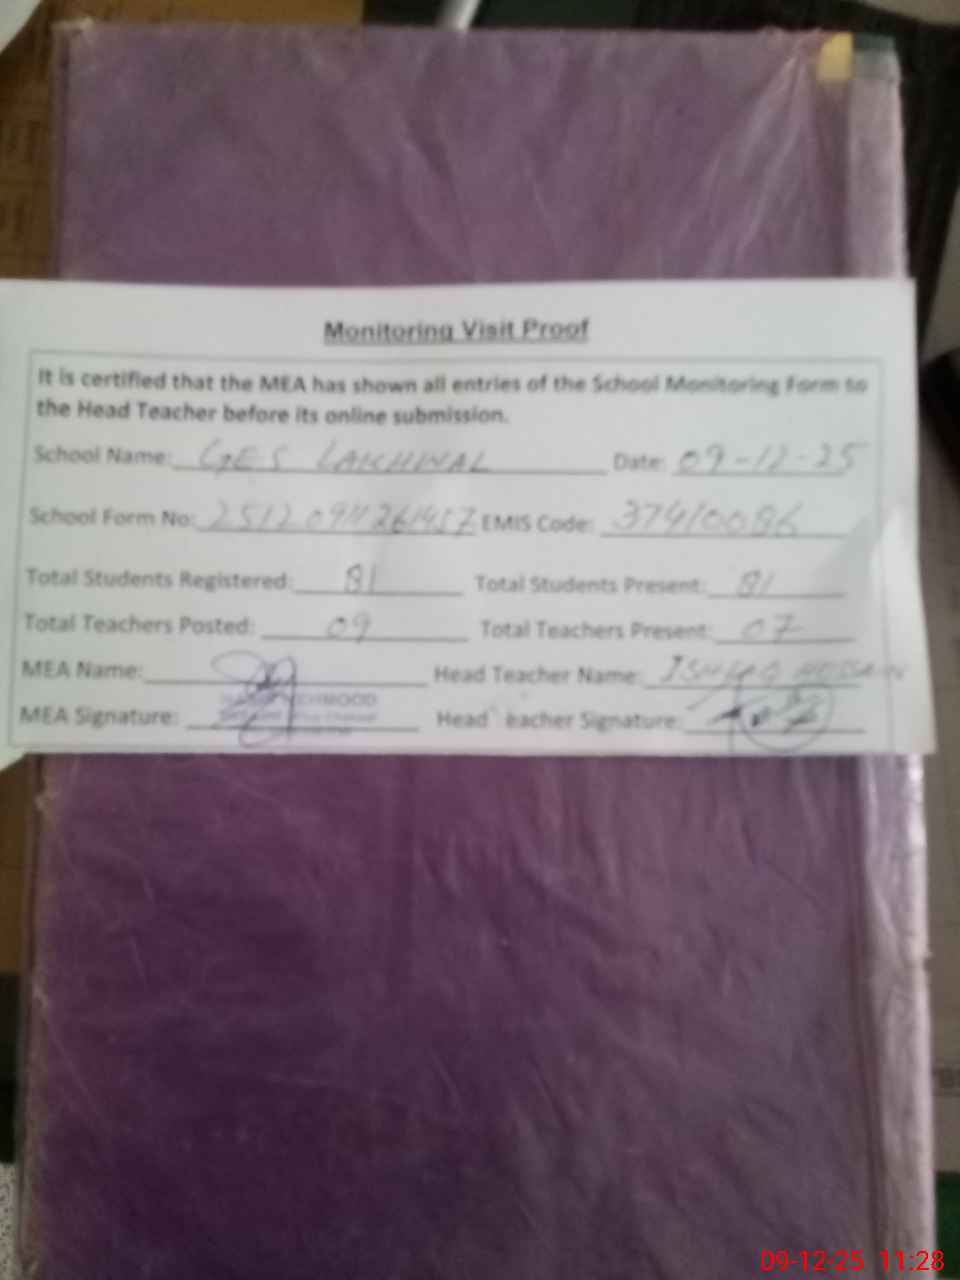 Monitoring Visit Proof
It is certified that the MEA has shown all entries of the School Monitoring Form to
the Head Teacher before its online submission.
School Name: GES LAKHWAL Date: 09-12-25
School Form No: EMIS Code: 37410086
Total Students Registered: 81 Total Students Present: 81
Total Teachers Posted: 09 Total Teachers Present: 07
MEA Name: Head Teacher Name: ISHFAQ HUSSAIN
MEA Signature: Head eacher Signature:
09-12-25 11:28